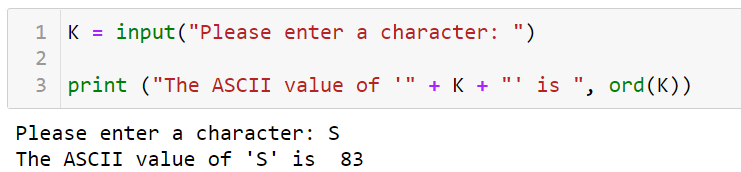 1 K = input("Please enter a character: ")
2
3 print ("The ASCII value of '" + K + "' is ", ord(K))
Please enter a character: S
The ASCII value of 'S' is  83